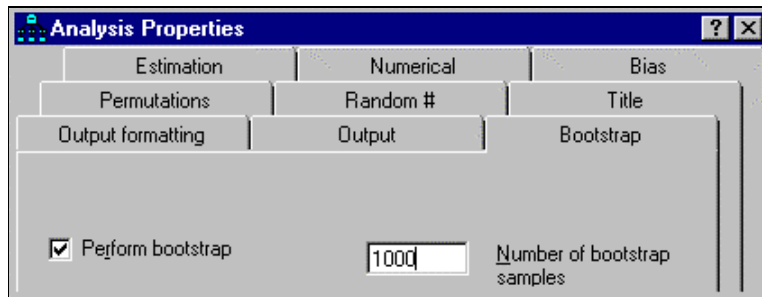 Analysis Properties ? ×
Estimation Numerical Bias
Permutations Random # Title
Output formatting Output Bootstrap
Perform bootstrap 1000 Number of bootstrap
samples